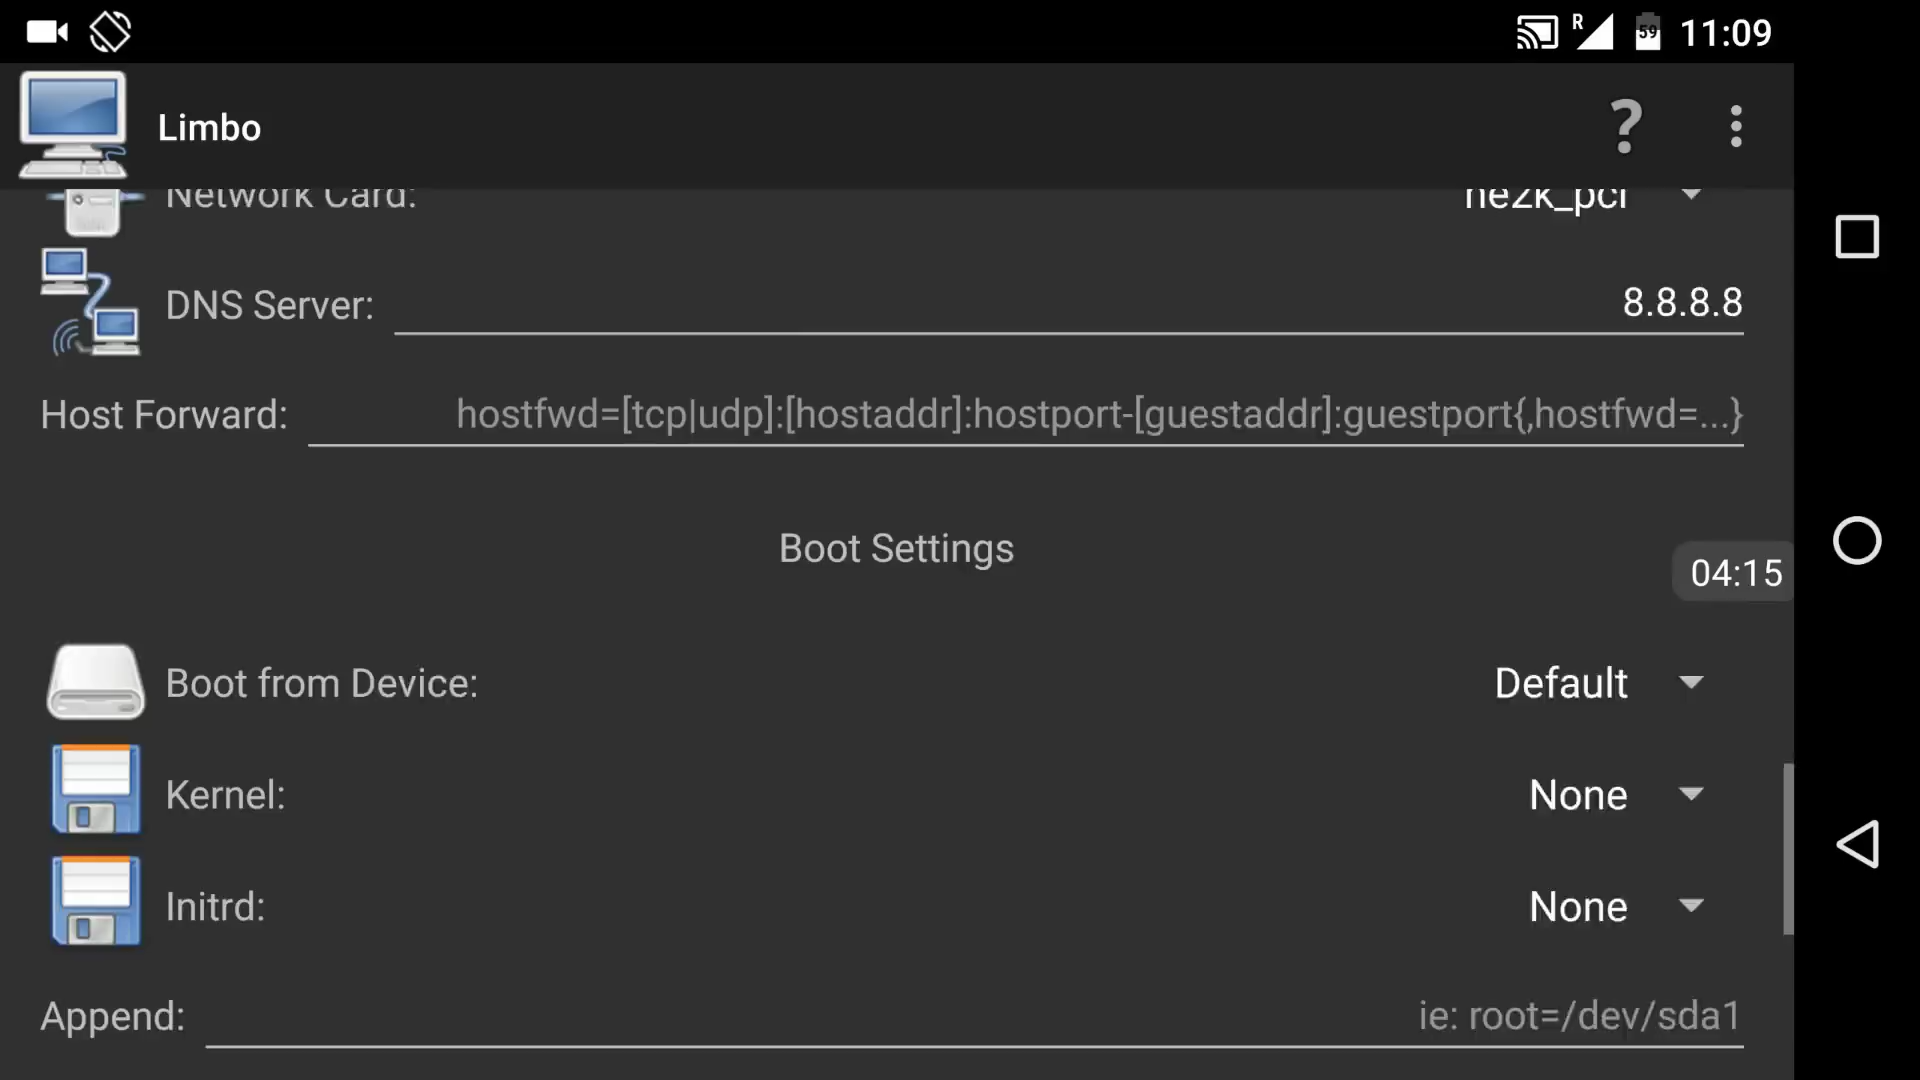 R 59 11:09
Limbo ?
Network Card: ne2k_pci
DNS Server: 8.8.8.8
Host Forward: hostfwd=[tcp|udp]:[hostaddr]:hostport-[guestaddr]:guestport{,hostfwd=...}
Boot Settings
04:15
Boot from Device: Default
Kernel: None
Initrd: None
Append: ie: root=/dev/sda1